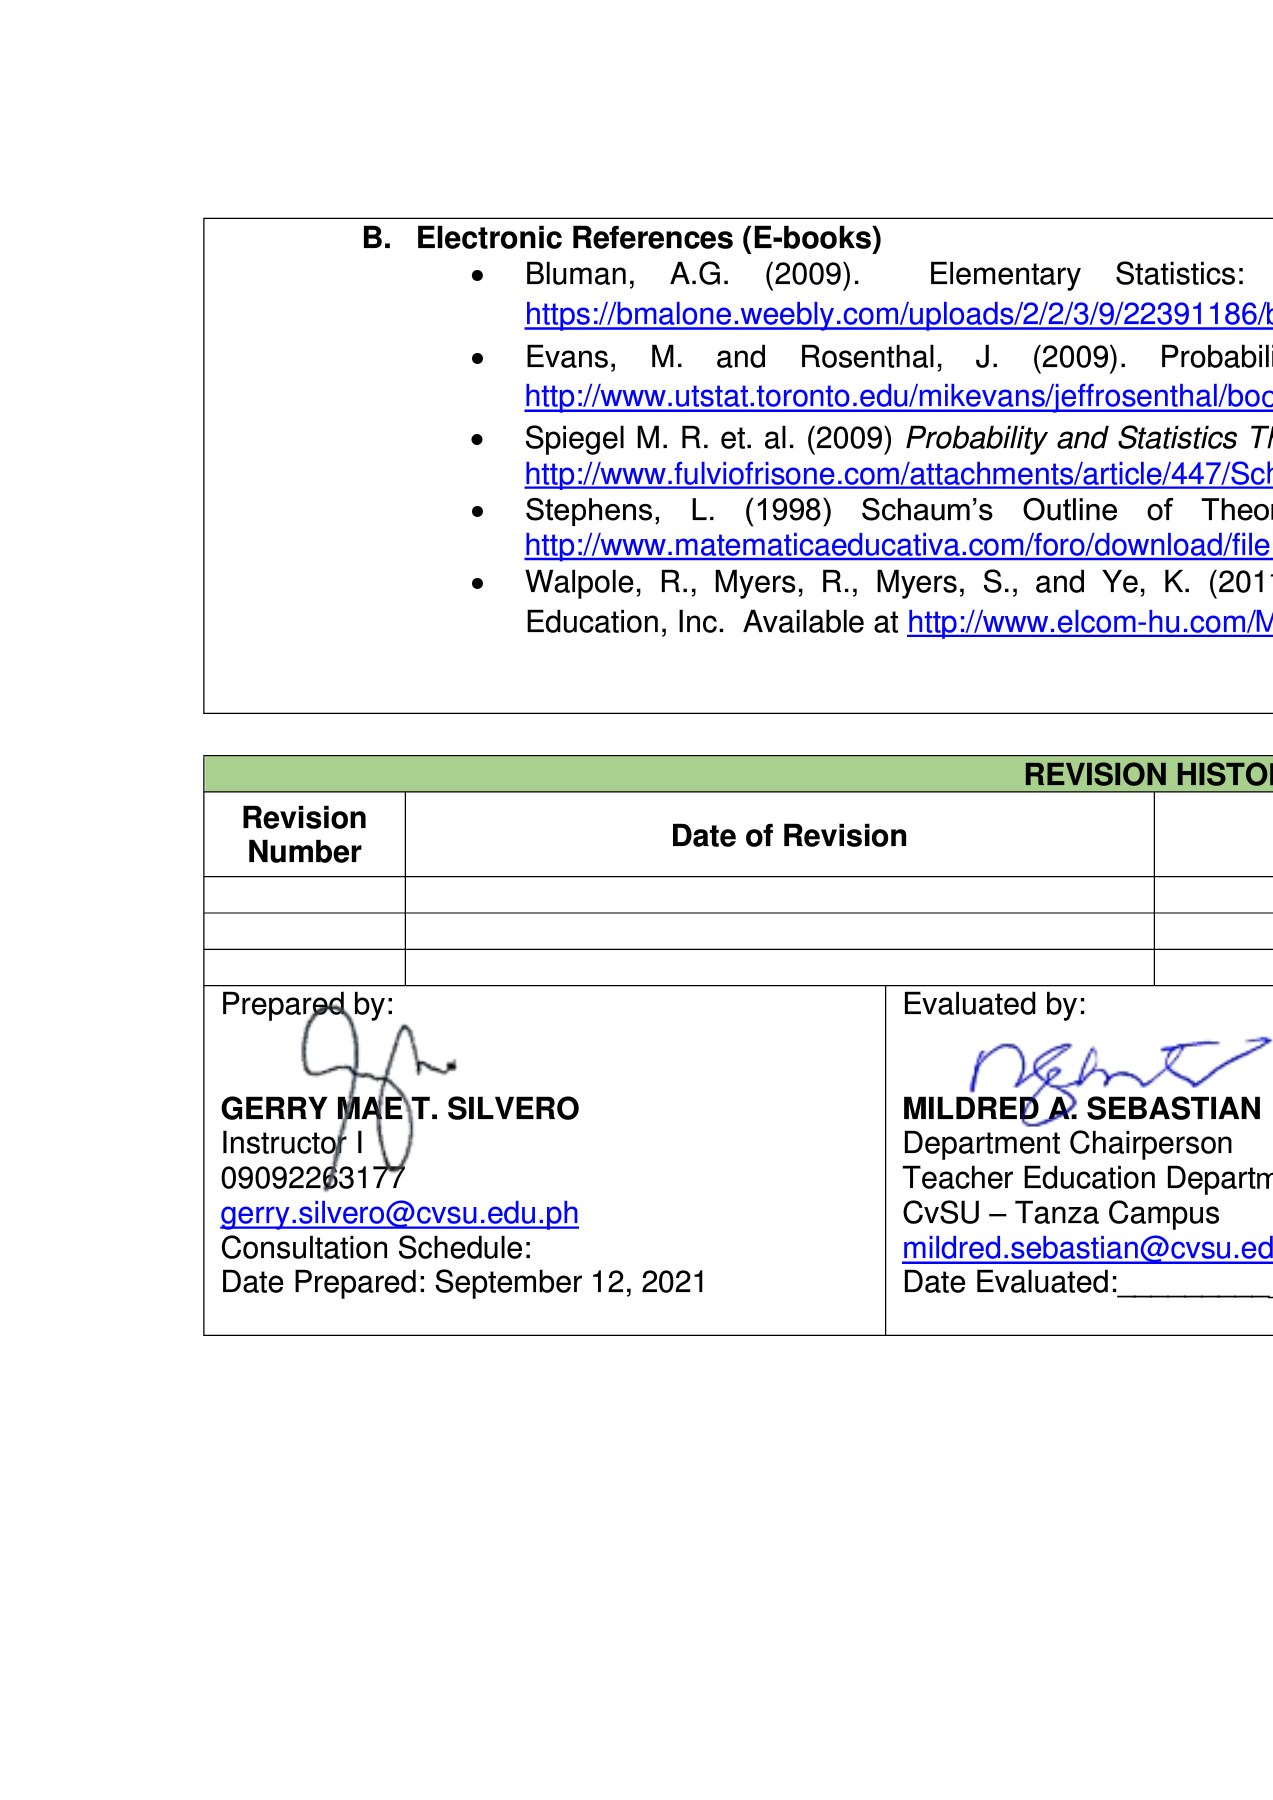 B. Electronic References (E-books)
• Bluman, A.G. (2009). Elementary Statistics:
https://bmalone.weebly.com/uploads/2/2/3/9/22391186/b
• Evans, M. and Rosenthal, J. (2009). Probabili
http://www.utstat.toronto.edu/mikevans/jeffrosenthal/boo
• Spiegel M. R. et. al. (2009) Probability and Statistics Th
http://www.fulviofrisone.com/attachments/article/447/Sch
• Stephens, L. (1998) Schaum’s Outline of Theor
http://www.matematicaeducativa.com/foro/download/file
• Walpole, R., Myers, R., Myers, S., and Ye, K. (2011
Education, Inc. Available at http://www.elcom-hu.com/M
REVISION HISTOR
Revision
Number
Date of Revision
Prepared by:
GERRY MAE T. SILVERO
Instructor I
09092263177
gerry.silvero@cvsu.edu.ph
Consultation Schedule:
Date Prepared: September 12, 2021
Evaluated by:
MILDRED A. SEBASTIAN
Department Chairperson
Teacher Education Departm
CvSU – Tanza Campus
mildred.sebastian@cvsu.ed
Date Evaluated:__________